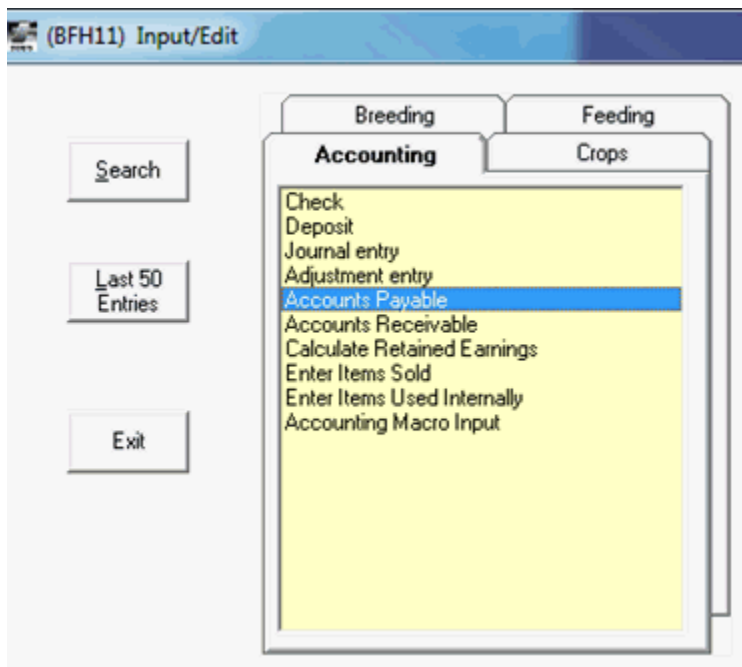 (BFH11) Input/Edit
Breeding
Feeding
Accounting
Crops
Search
Last 50
Entries
Exit
Check
Deposit
Journal entry
Adjustment entry
Accounts Payable
Accounts Receivable
Calculate Retained Earnings
Enter Items Sold
Enter Items Used Internally
Accounting Macro Input